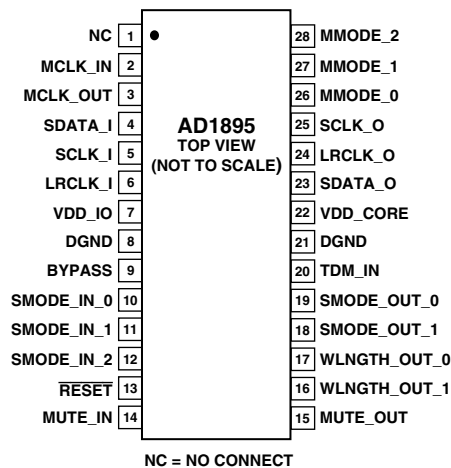 NC 1 28 MMODE_2
MCLK_IN 2 27 MMODE_1
MCLK_OUT 3 26 MMODE_0
SDATA_I 4 AD1895 25 SCLK_O
TOP VIEW
SCLK_I 5 (NOT TO SCALE) 24 LRCLK_O
LRCLK_I 6 23 SDATA_O
VDD_IO 7 22 VDD_CORE
DGND 8 21 DGND
BYPASS 9 20 TDM_IN
SMODE_IN_0 10 19 SMODE_OUT_0
SMODE_IN_1 11 18 SMODE_OUT_1
SMODE_IN_2 12 17 WLNGTH_OUT_0
RESET 13 16 WLNGTH_OUT_1
MUTE_IN 14 15 MUTE_OUT
NC = NO CONNECT